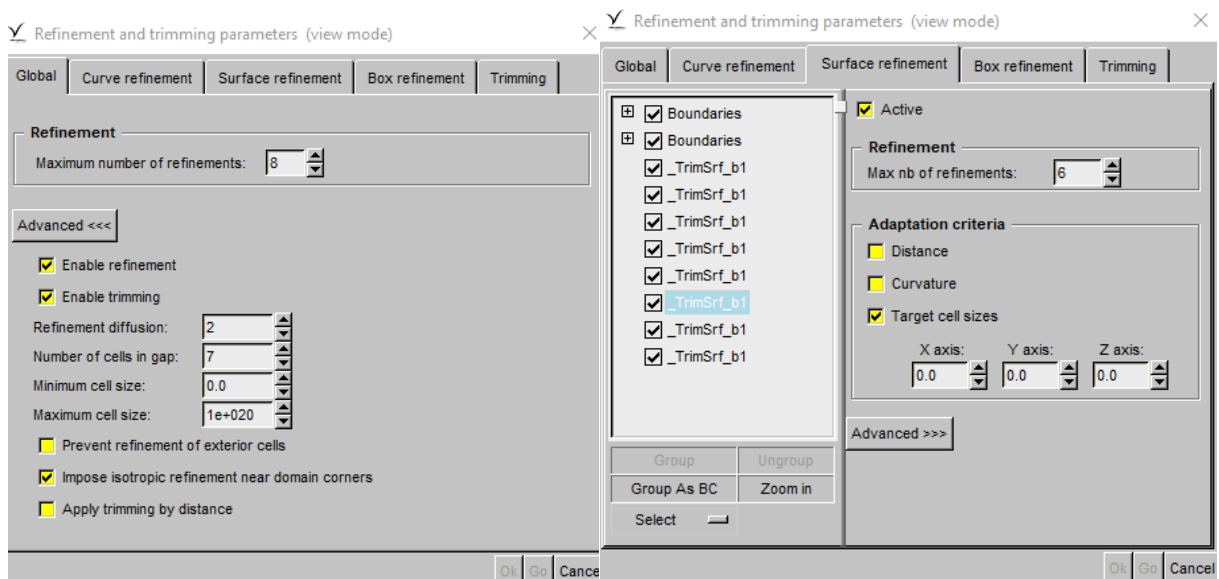 Refinement and trimming parameters (view mode)
Global Curve refinement Surface refinement Box refinement Trimming
Refinement
Maximum number of refinements: 8
Advanced <<<
Enable refinement
Enable trimming
Refinement diffusion: 2
Number of cells in gap: 7
Minimum cell size: 0.0
Maximum cell size: 1e+020
Prevent refinement of exterior cells
Impose isotropic refinement near domain corners
Apply trimming by distance
Ok Go Cance
Refinement and trimming parameters (view mode)
Global Curve refinement Surface refinement Box refinement Trimming
Boundaries
Boundaries
_TrimSrf_b1
_TrimSrf_b1
_TrimSrf_b1
_TrimSrf_b1
_TrimSrf_b1
_TrimSrf_b1
_TrimSrf_b1
_TrimSrf_b1
Group Ungroup
Group As BC Zoom in
Select
Active
Refinement
Max nb of refinements: 6
Adaptation criteria
Distance
Curvature
Target cell sizes
X axis: Y axis: Z axis:
0.0 0.0 0.0
Advanced >>>
Ok Go Cancel